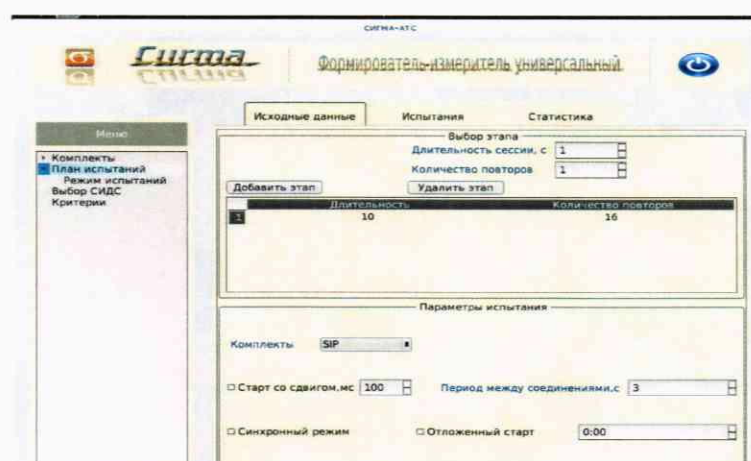 СИГМА-АТС
Сигма
Формирователь-измеритель универсальный
Исходные данные Испытания Статистика
Меню
Комплекты
План испытаний
Режим испытаний
Выбор СИДС
Критерии
Выбор этапа
Длительность сессии, с 1
Количество повторов 1
Добавить этап Удалить этап
Длительность Количество повторов
1 10 16
Параметры испытания
Комплекты SIP
Старт со сдвигом,мс 100 Период между соединениями,с 3
Синхронный режим Отложенный старт 0:00